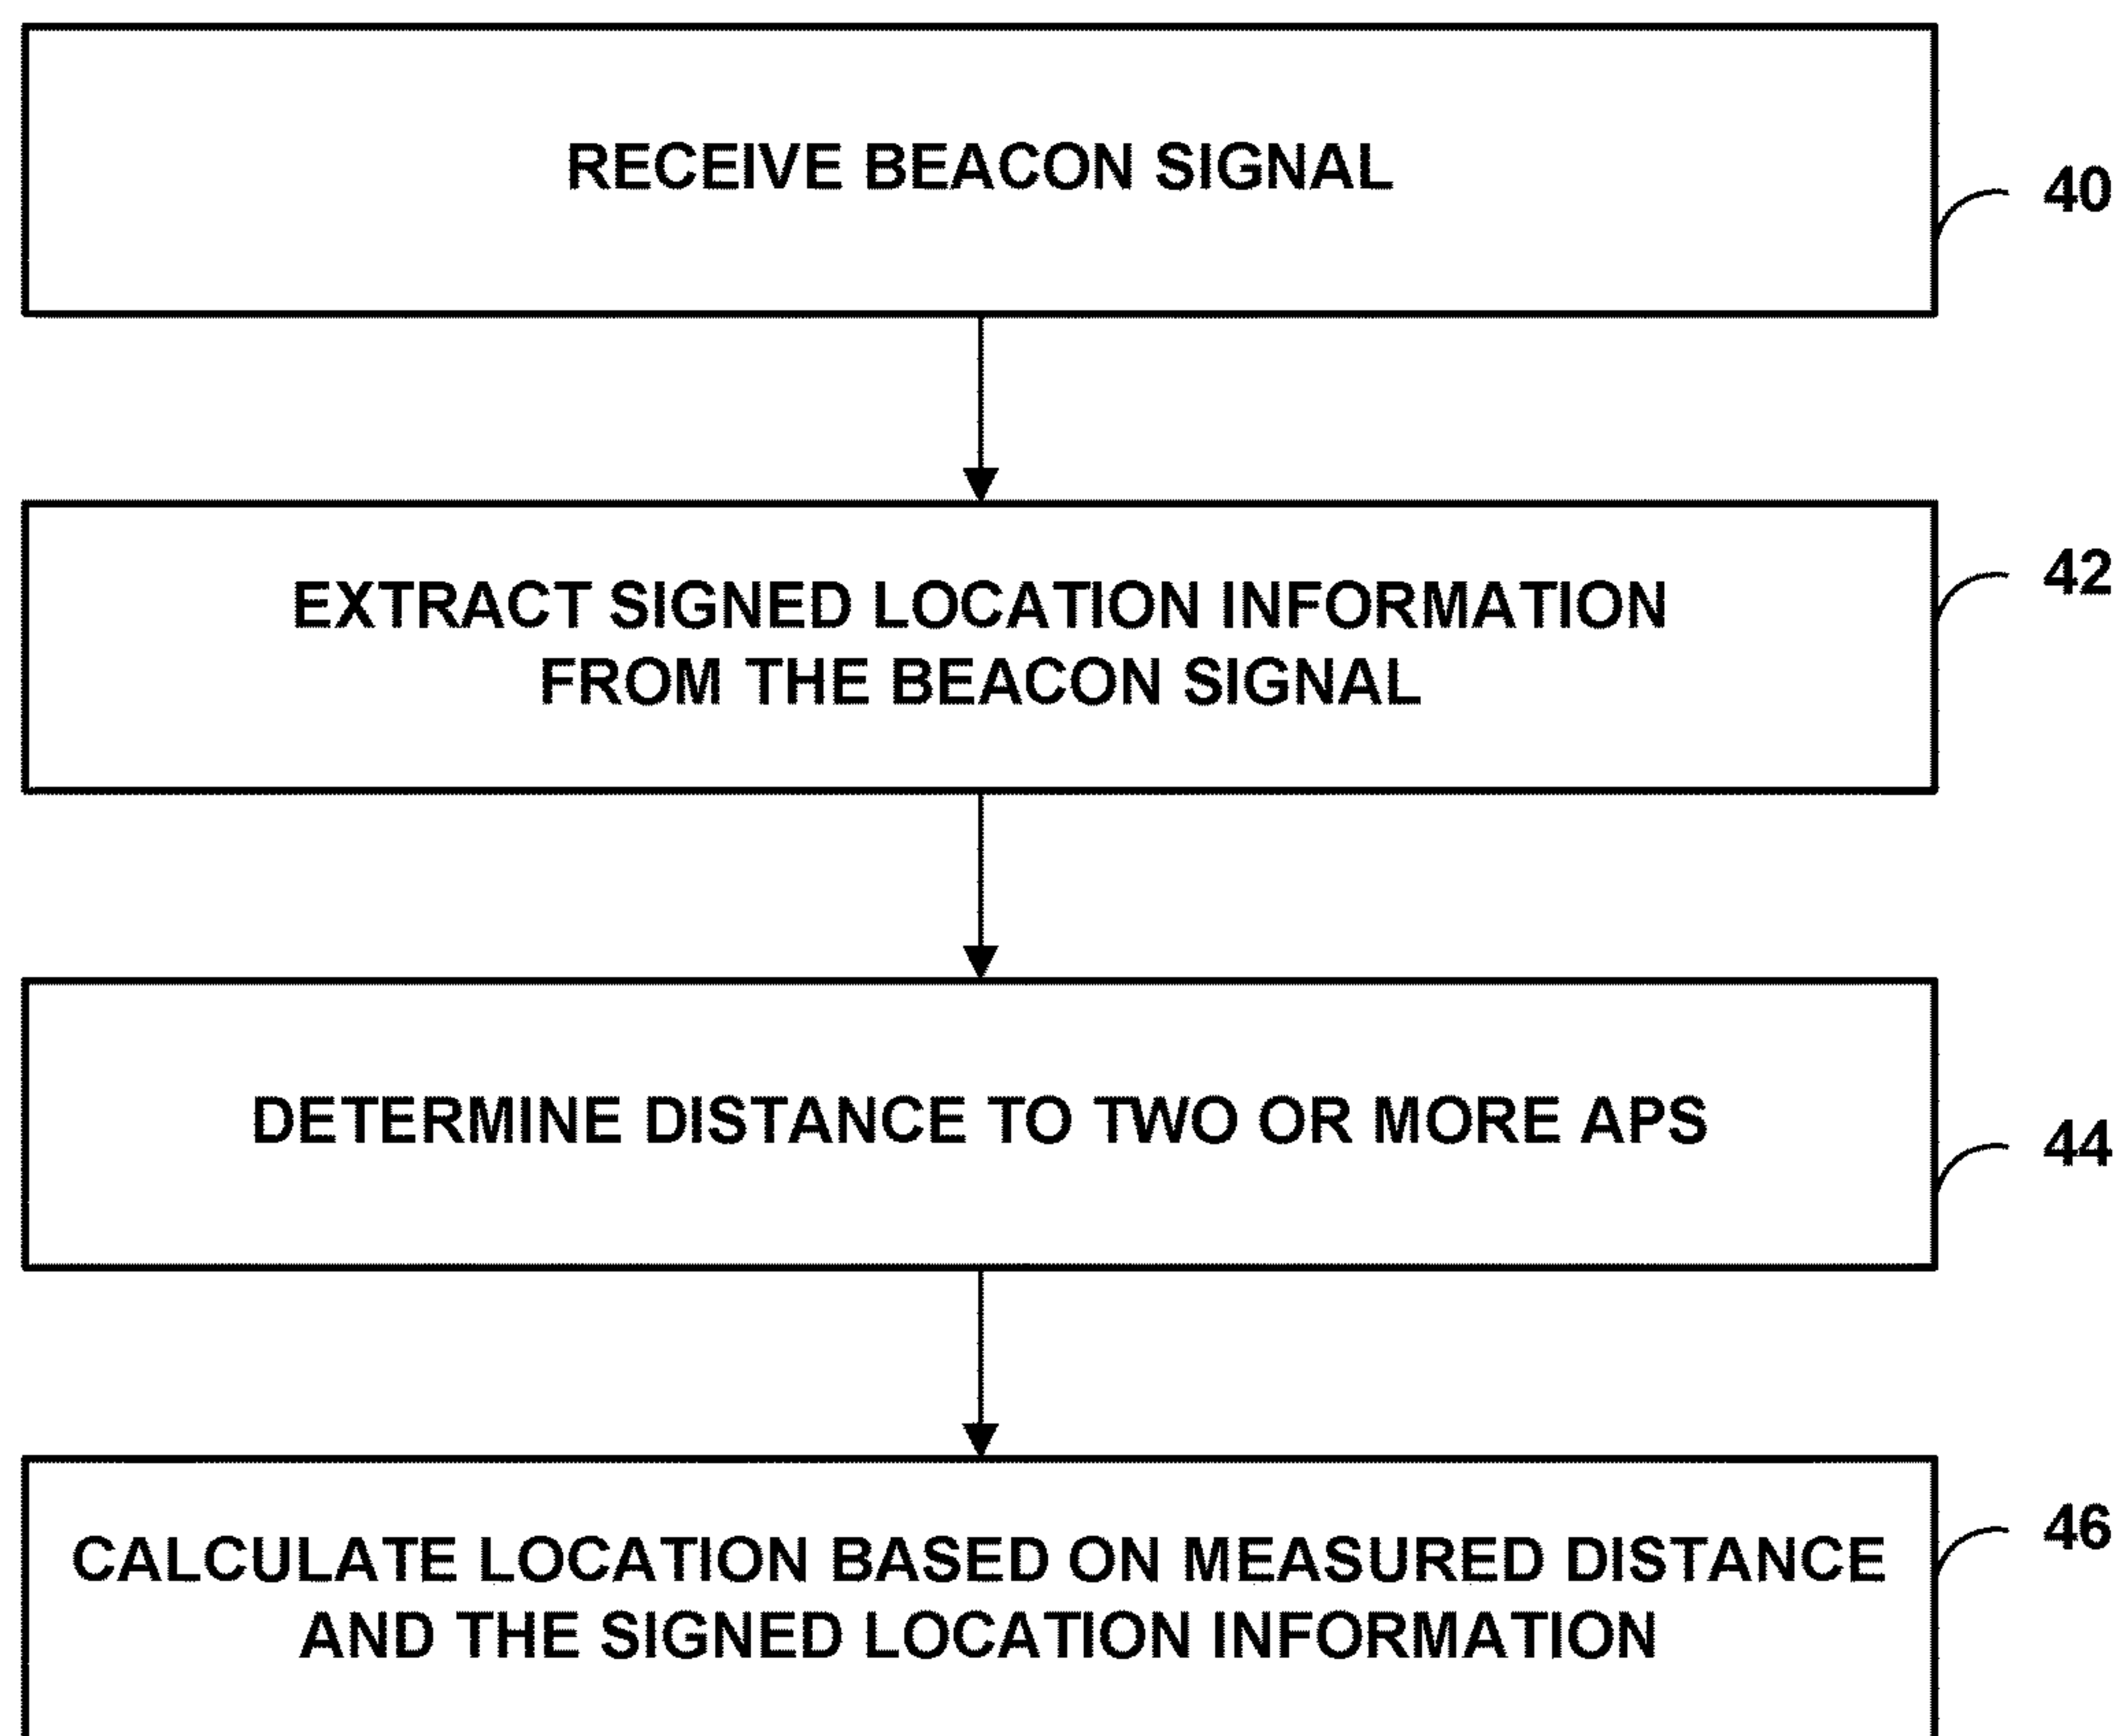 RECEIVE BEACON SIGNAL
40
EXTRACT SIGNED LOCATION INFORMATION
FROM THE BEACON SIGNAL
42
DETERMINE DISTANCE TO TWO OR MORE APS
44
CALCULATE LOCATION BASED ON MEASURED DISTANCE
AND THE SIGNED LOCATION INFORMATION
46